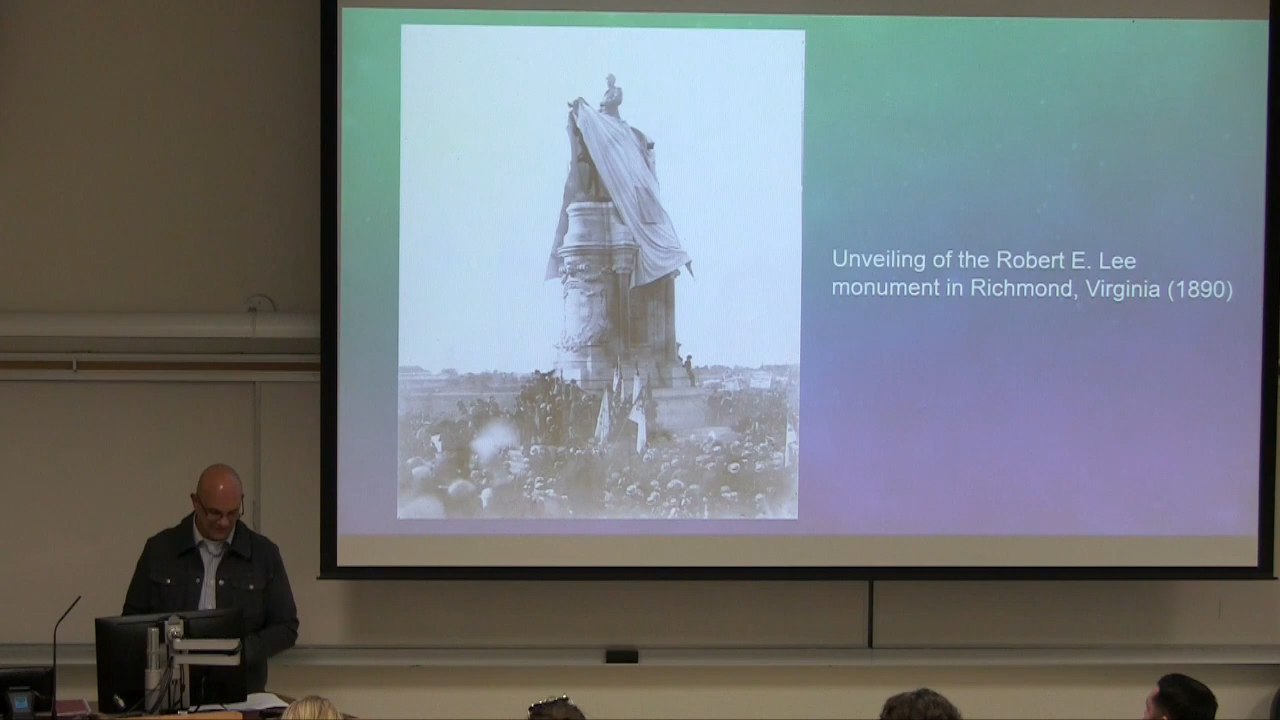 Unveiling of the Robert E. Lee
monument in Richmond, Virginia (1890)